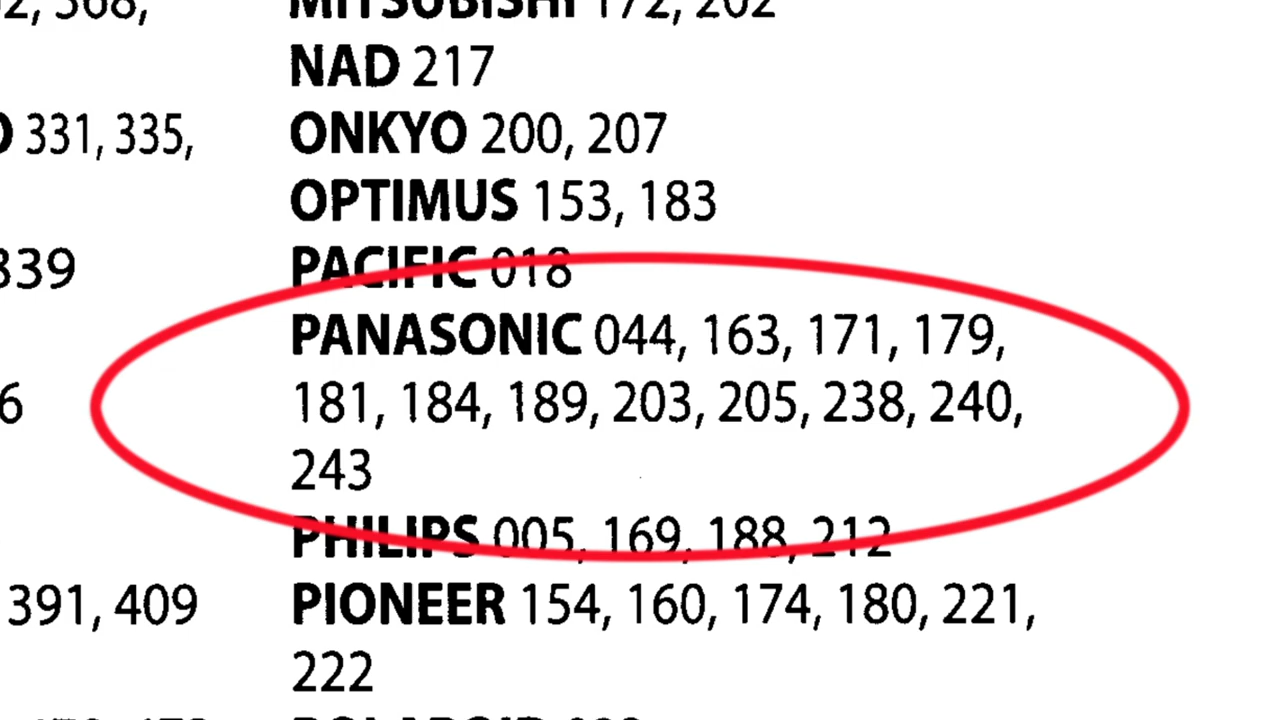 MITSUBISHI 172, 202
NAD 217
331, 335,
ONKYO 200, 207
OPTIMUS 153, 183
339
PACIFIC 018
PANASONIC 044, 163, 171, 179,
6
181, 184, 189, 203, 205, 238, 240,
243
PHILIPS 005, 169, 188, 212
391, 409
PIONEER 154, 160, 174, 180, 221,
222